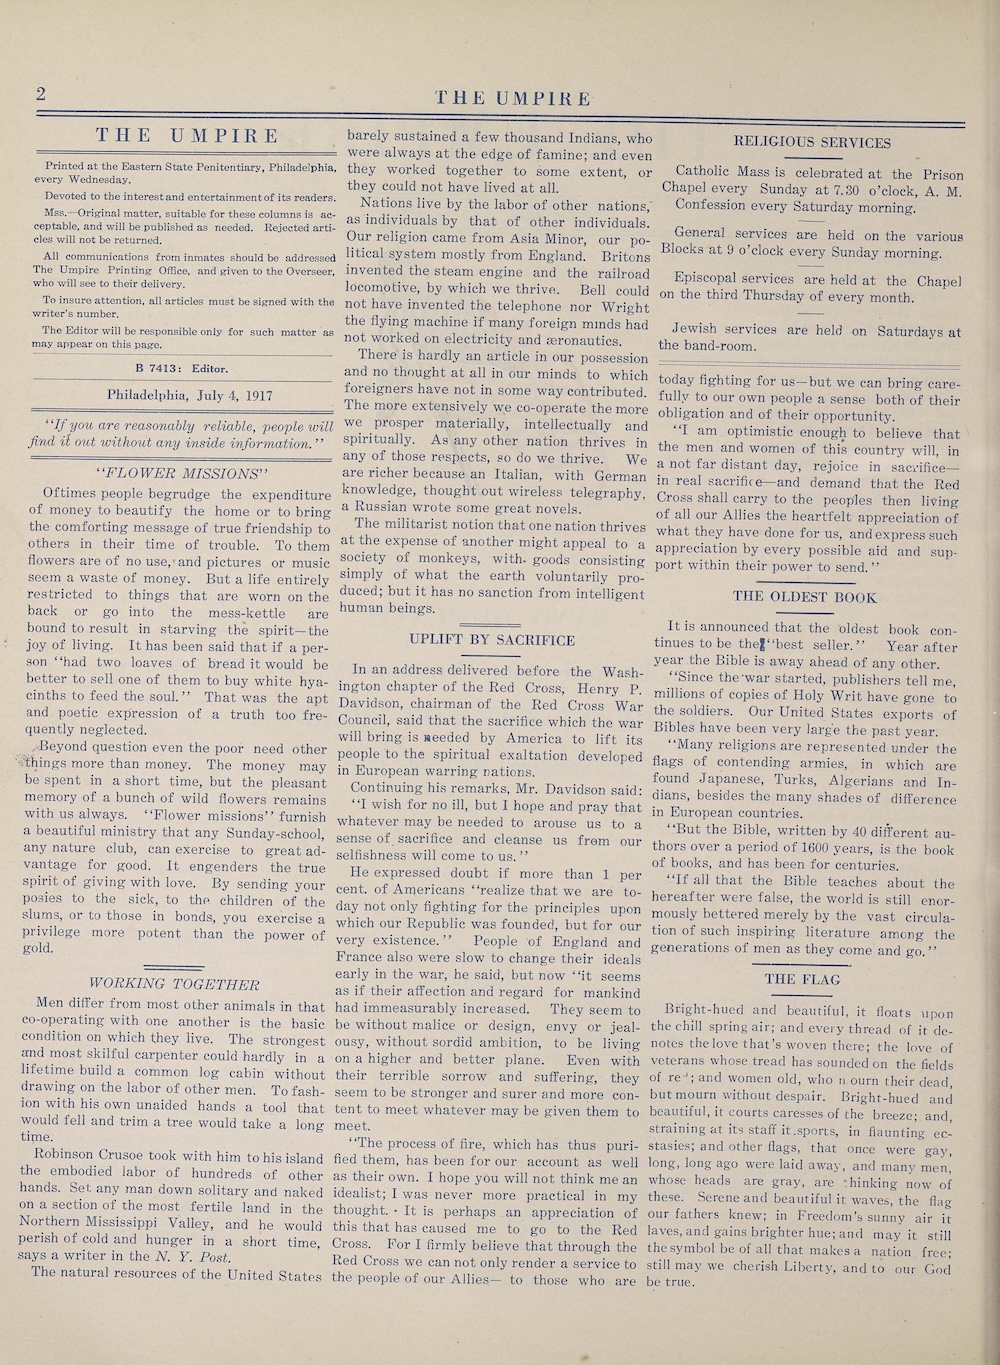 2
THE UMPIRE
THE UMPIRE
Printed at the Eastern State Penitentiary, Philadelphia,
every Wednesday.
Devoted to the interest and entertainment of its readers.
Mss.—Original matter, suitable for these columns is ac-
ceptable, and will be published as needed. Rejected arti-
cles will not be returned.
All communications from inmates should be addressed
The Umpire Printing Office, and given to the Overseer,
who will see to their delivery.
To insure attention, all articles must be signed with the
writer's number.
The Editor will be responsible only for such matter as
may appear on this page.
B 7413: Editor.
Philadelphia, July 4, 1917
"If you are reasonably reliable, people will
find it out without any inside information."
"FLOWER MISSIONS"
Oftimes people begrudge the expenditure
of money to beautify the home or to bring
the comforting message of true friendship to
others in their time of trouble. To them
flowers are of no use, and pictures or music
seem a waste of money. But a life entirely
restricted to things that are worn on the
back or go into the mess-kettle are
bound to result in starving the spirit—the
joy of living. It has been said that if a per-
son "had two loaves of bread it would be
better to sell one of them to buy white hya-
cinths to feed the soul." That was the apt
and poetic expression of a truth too fre-
quently neglected.
Beyond question even the poor need other
things more than money. The money may
be spent in a short time, but the pleasant
memory of a bunch of wild flowers remains
with us always. "Flower missions" furnish
a beautiful ministry that any Sunday-school,
any nature club, can exercise to great ad-
vantage for good. It engenders the true
spirit of giving with love. By sending your
posies to the sick, to the children of the
slums, or to those in bonds, you exercise a
privilege more potent than the power of
gold.
WORKING TOGETHER
Men differ from most other animals in that
co-operating with one another is the basic
condition on which they live. The strongest
and most skilful carpenter could hardly in a
lifetime build a common log cabin without
drawing on the labor of other men. To fash-
ion with his own unaided hands a tool that
would fell and trim a tree would take a long
time.
Robinson Crusoe took with him to his island
the embodied labor of hundreds of other
hands. Set any man down solitary and naked
on a section of the most fertile land in the
Northern Mississippi Valley, and he would
perish of cold and hunger in a short time,
says a writer in the N. Y. Post.
The natural resources of the United States
barely sustained a few thousand Indians, who
were always at the edge of famine; and even
they worked together to some extent, or
they could not have lived at all.
Nations live by the labor of other nations,
as individuals by that of other individuals.
Our religion came from Asia Minor, our po-
litical system mostly from England. Britons
invented the steam engine and the railroad
locomotive, by which we thrive. Bell could
not have invented the telephone nor Wright
the flying machine if many foreign minds had
not worked on electricity and æronautics.
There is hardly an article in our possession
and no thought at all in our minds to which
foreigners have not in some way contributed.
The more extensively we co-operate the more
we prosper materially, intellectually and
spiritually. As any other nation thrives in
any of those respects, so do we thrive. We
are richer because an Italian, with German
knowledge, thought out wireless telegraphy,
a Russian wrote some great novels.
The militarist notion that one nation thrives
at the expense of another might appeal to a
society of monkeys, with goods consisting
simply of what the earth voluntarily pro-
duced; but it has no sanction from intelligent
human beings.
UPLIFT BY SACRIFICE
In an address delivered before the Wash-
ington chapter of the Red Cross, Henry P.
Davidson, chairman of the Red Cross War
Council, said that the sacrifice which the war
will bring is needed by America to lift its
people to the spiritual exaltation developed
in European warring nations.
Continuing his remarks, Mr. Davidson said:
"I wish for no ill, but I hope and pray that
whatever may be needed to arouse us to a
sense of sacrifice and cleanse us from our
selfishness will come to us."
He expressed doubt if more than 1 per
cent. of Americans "realize that we are to-
day not only fighting for the principles upon
which our Republic was founded, but for our
very existence." People of England and
France also were slow to change their ideals
early in the war, he said, but now "it seems
as if their affection and regard for mankind
had immeasurably increased. They seem to
be without malice or design, envy or jeal-
ousy, without sordid ambition, to be living
on a higher and better plane. Even with
their terrible sorrow and suffering, they
seem to be stronger and surer and more con-
tent to meet whatever may be given them to
meet.
"The process of fire, which has thus puri-
fied them, has been for our account as well
as their own. I hope you will not think me an
idealist; I was never more practical in my
thought. It is perhaps an appreciation of
this that has caused me to go to the Red
Cross. For I firmly believe that through the
Red Cross we can not only render a service to
the people of our Allies— to those who are
RELIGIOUS SERVICES
Catholic Mass is celebrated at the Prison
Chapel every Sunday at 7.30 o'clock, A. M.
Confession every Saturday morning.
General services are held on the various
Blocks at 9 o'clock every Sunday morning.
Episcopal services are held at the Chapel
on the third Thursday of every month.
Jewish services are held on Saturdays at
the band-room.
today fighting for us—but we can bring care-
fully to our own people a sense both of their
obligation and of their opportunity.
"I am optimistic enough to believe that
the men and women of this country will, in
a not far distant day, rejoice in sacrifice—
in real sacrifice—and demand that the Red
Cross shall carry to the peoples then living
of all our Allies the heartfelt appreciation of
what they have done for us, and express such
appreciation by every possible aid and sup-
port within their power to send."
THE OLDEST BOOK
It is announced that the oldest book con-
tinues to be the "best seller." Year after
year the Bible is away ahead of any other.
"Since the war started, publishers tell me,
millions of copies of Holy Writ have gone to
the soldiers. Our United States exports of
Bibles have been very large the past year.
"Many religions are represented under the
flags of contending armies, in which are
found Japanese, Turks, Algerians and In-
dians, besides the many shades of difference
in European countries.
"But the Bible, written by 40 different au-
thors over a period of 1600 years, is the book
of books, and has been for centuries.
"If all that the Bible teaches about the
hereafter were false, the world is still enor-
mously bettered merely by the vast circula-
tion of such inspiring literature among the
generations of men as they come and go."
THE FLAG
Bright-hued and beautiful, it floats upon
the chill spring air; and every thread of it de-
notes the love that's woven there; the love of
veterans whose tread has sounded on the fields
of red; and women old, who mourn their dead,
but mourn without despair. Bright-hued and
beautiful, it courts caresses of the breeze; and,
straining at its staff it sports, in flaunting ec-
stasies; and other flags, that once were gay,
long, long ago were laid away, and many men,
whose heads are gray, are thinking now of
these. Serene and beautiful it waves, the flag
our fathers knew; in Freedom's sunny air it
laves, and gains brighter hue; and may it still
the symbol be of all that makes a nation free;
still may we cherish Liberty, and to our God
be true.